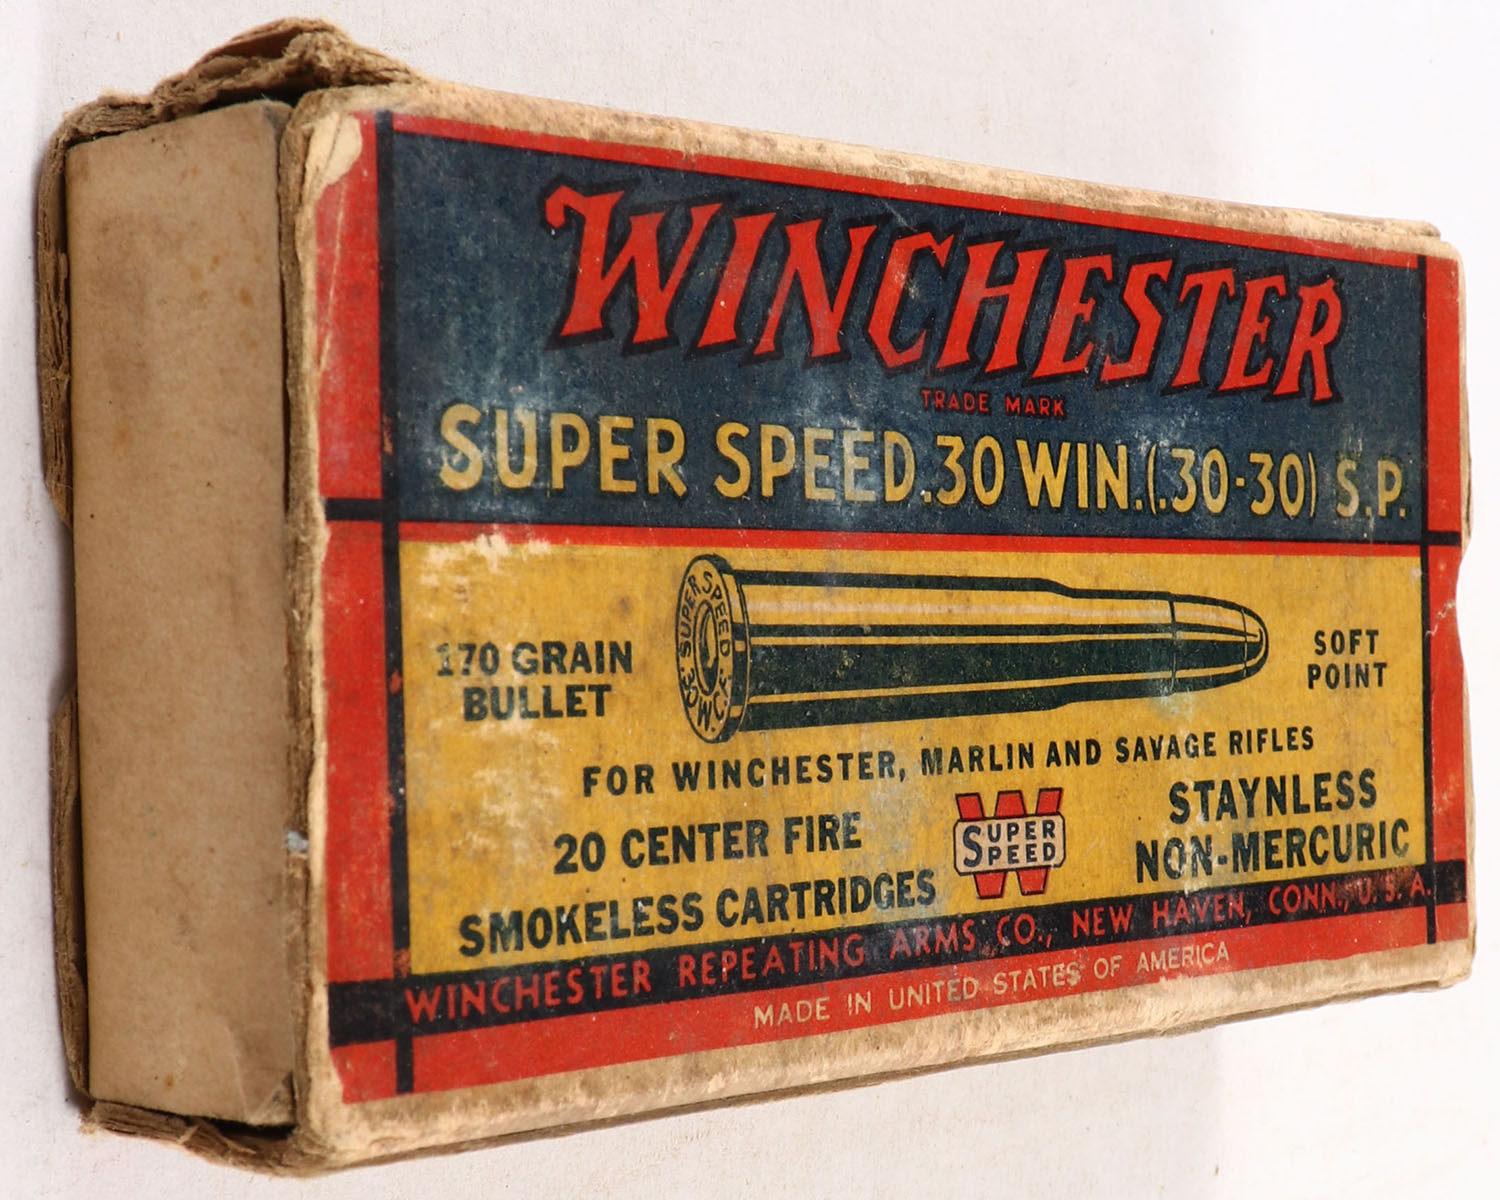 WINCHESTER
TRADE MARK
SUPER SPEED .30 WIN. (.30-30) S.P.
170 GRAIN
BULLET
SUPER SPEED
.30 W.C.F.
SOFT
POINT
FOR WINCHESTER, MARLIN AND SAVAGE RIFLES
20 CENTER FIRE
SMOKELESS CARTRIDGES
W
SUPER
SPEED
STAYNLESS
NON-MERCURIC
WINCHESTER REPEATING ARMS CO., NEW HAVEN, CONN., U.S.A.
MADE IN UNITED STATES OF AMERICA